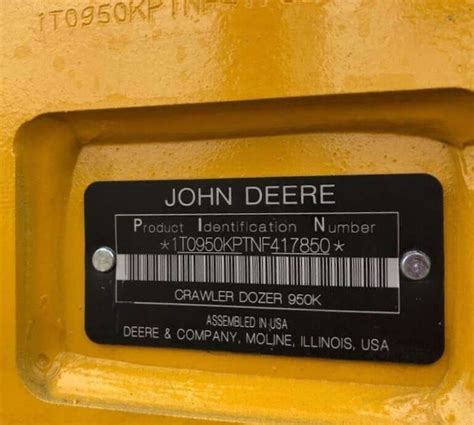 1T0950KPTNF417850
JOHN DEERE
Product Identification Number
*1T0950KPTNF417850*
CRAWLER DOZER 950K
ASSEMBLED IN USA
DEERE & COMPANY, MOLINE, ILLINOIS, USA